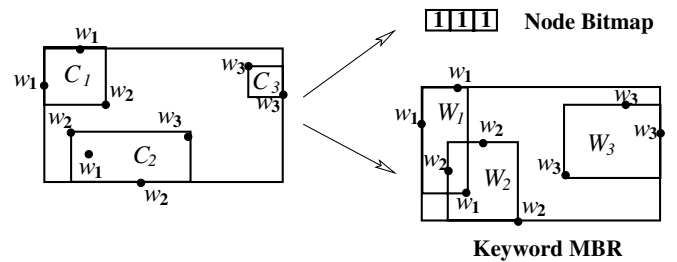 1 1 1 Node Bitmap
w1
w1 C1 w2
w3 C3 w3
w2 w3
w1 C2
w2
w1
w1 W1 w3
w2 W3 w3
w2 W2 w3
w1 w2
Keyword MBR